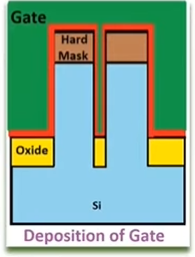 Gate
Hard
Mask
Oxide
Si
Deposition of Gate